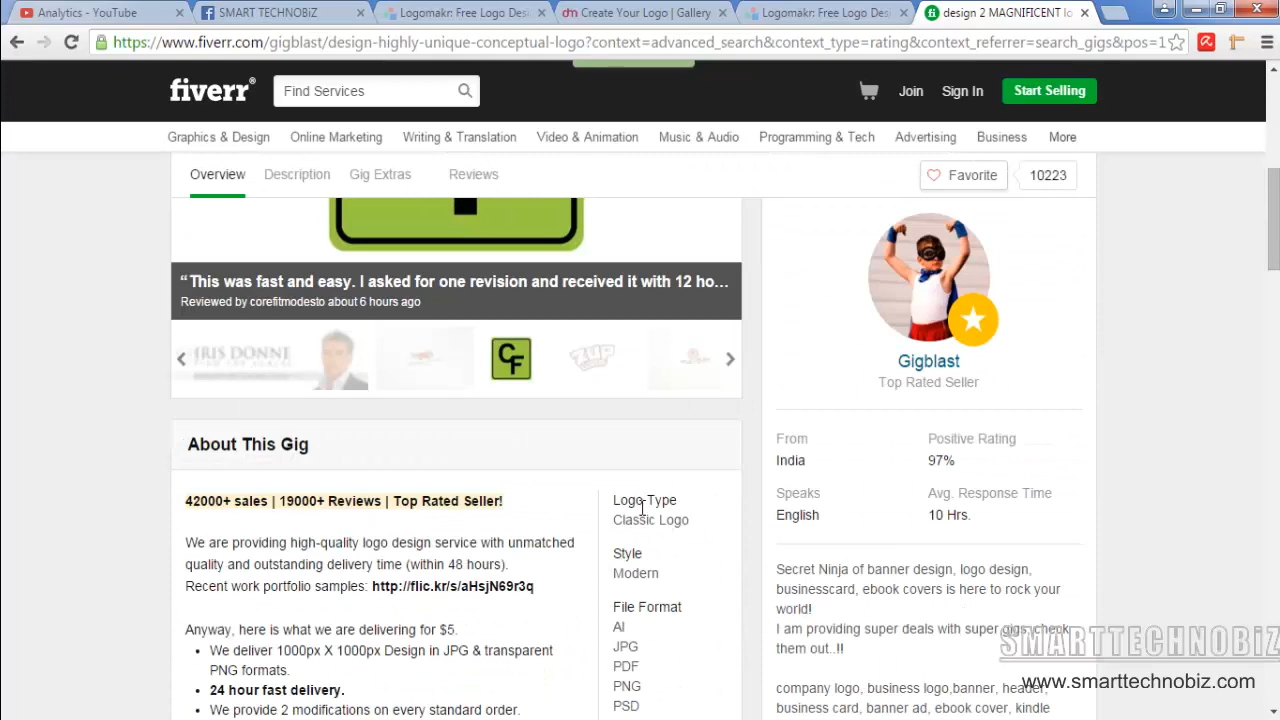 Analytics - YouTube
SMART TECHNOBiZ
Logomakr: Free Logo Desi
Create Your Logo | Gallery
Logomakr: Free Logo Desi
design 2 MAGNIFICENT lo
https://www.fiverr.com/gigblast/design-highly-unique-conceptual-logo?context=advanced_search&context_type=rating&context_referrer=search_gigs&pos=1
fiverr®
Find Services
Join
Sign In
Start Selling
Graphics & Design
Online Marketing
Writing & Translation
Video & Animation
Music & Audio
Programming & Tech
Advertising
Business
More
Overview
Description
Gig Extras
Reviews
Favorite
10223
“This was fast and easy. I asked for one revision and received it with 12 ho...
Reviewed by corefitmodesto about 6 hours ago
IRIS DONNE
CF
ZUP
Gigblast
Top Rated Seller
From
India
Positive Rating
97%
Speaks
English
Avg. Response Time
10 Hrs.
Secret Ninja of banner design, logo design,
businesscard, ebook covers is here to rock your
world!
I am providing super deals with super gigs, check
them out..!!
company logo, business logo,banner, header,
business card, banner ad, ebook cover, kindle
About This Gig
42000+ sales | 19000+ Reviews | Top Rated Seller!
We are providing high-quality logo design service with unmatched
quality and outstanding delivery time (within 48 hours).
Recent work portfolio samples: http://flic.kr/s/aHsjN69r3q
Anyway, here is what we are delivering for $5.
We deliver 1000px X 1000px Design in JPG & transparent
PNG formats.
24 hour fast delivery.
We provide 2 modifications on every standard order.
Logo Type
Classic Logo
Style
Modern
File Format
AI
JPG
PDF
PNG
PSD
SMARTTECHNOBiZ
www.smarttechnobiz.com